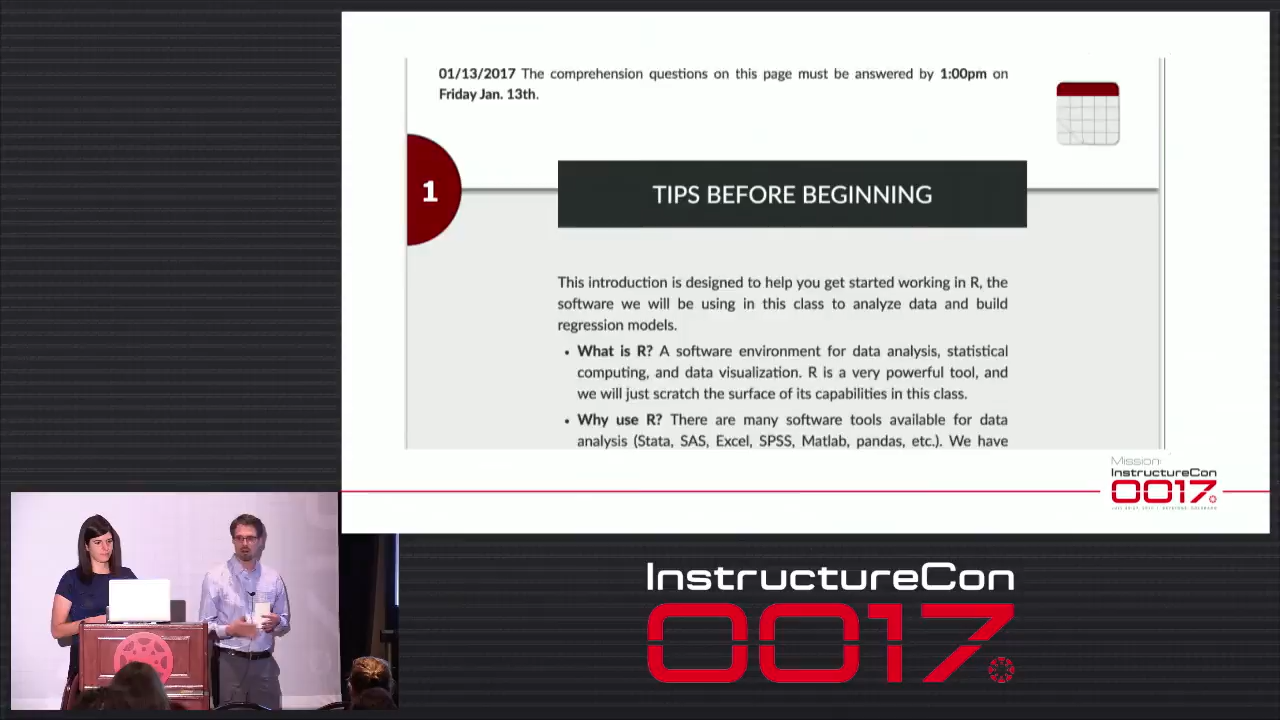 01/13/2017 The comprehension questions on this page must be answered by 1:00pm on
Friday Jan. 13th.
1
TIPS BEFORE BEGINNING
This introduction is designed to help you get started working in R, the
software we will be using in this class to analyze data and build
regression models.
• What is R? A software environment for data analysis, statistical
computing, and data visualization. R is a very powerful tool, and
we will just scratch the surface of its capabilities in this class.
• Why use R? There are many software tools available for data
analysis (Stata, SAS, Excel, SPSS, Matlab, pandas, etc.). We have
Mission:
InstructureCon
0017
InstructureCon
0017